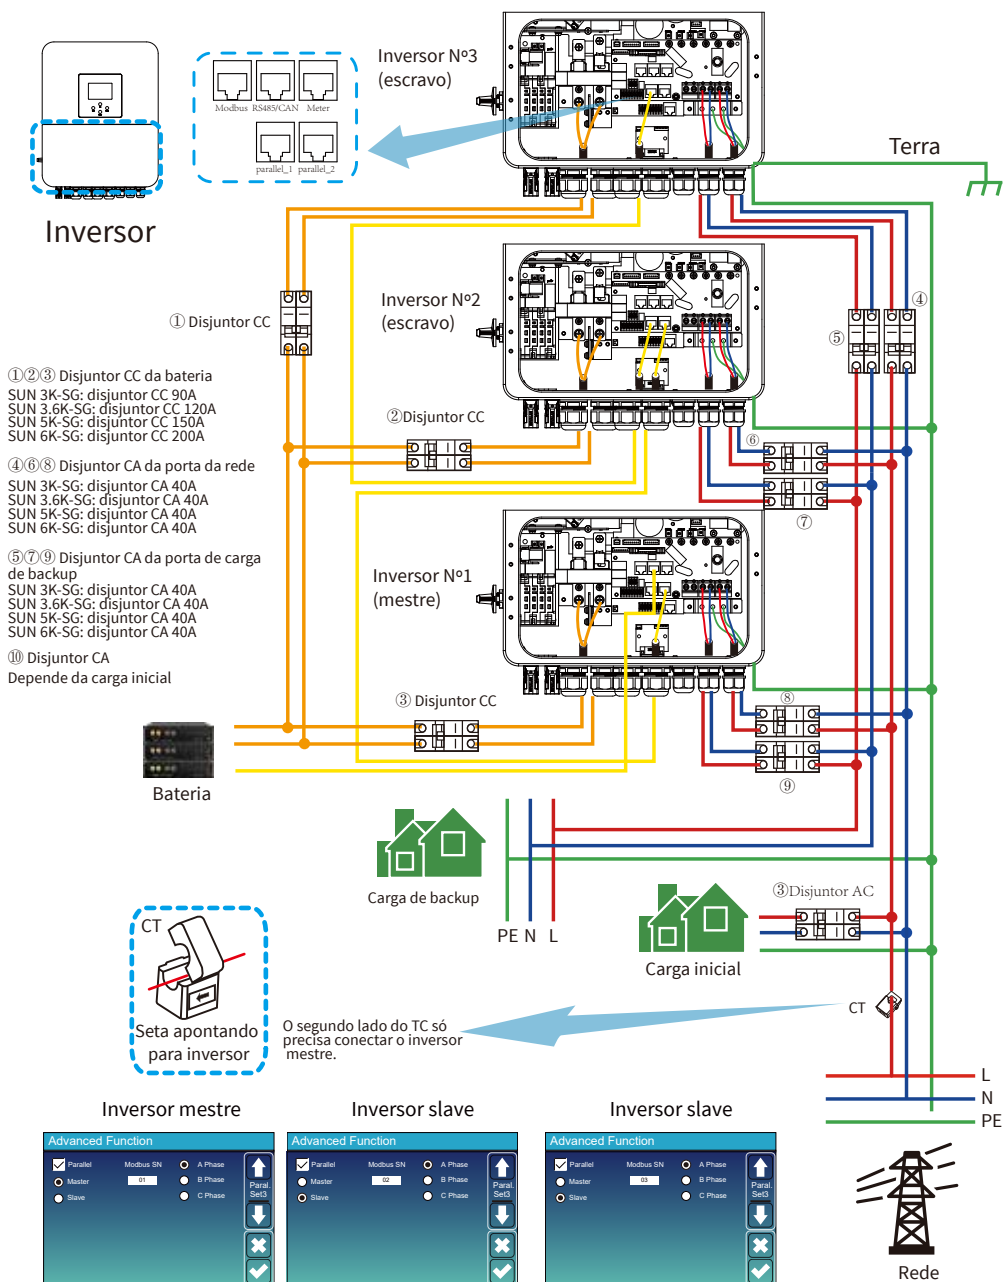 Inversor
Modbus RS485/CAN Meter
parallel_1 parallel_2
Inversor Nº3
(escravo)
Terra
① Disjuntor CC
Inversor Nº2
(escravo)
④
⑤
①②③ Disjuntor CC da bateria
SUN 3K-SG: disjuntor CC 90A
SUN 3.6K-SG: disjuntor CC 120A
SUN 5K-SG: disjuntor CC 150A
SUN 6K-SG: disjuntor CC 200A
②Disjuntor CC
⑥
⑦
④⑥⑧ Disjuntor CA da porta da rede
SUN 3K-SG: disjuntor CA 40A
SUN 3.6K-SG: disjuntor CA 40A
SUN 5K-SG: disjuntor CA 40A
SUN 6K-SG: disjuntor CA 40A
⑤⑦⑨ Disjuntor CA da porta de carga
de backup
SUN 3K-SG: disjuntor CA 40A
SUN 3.6K-SG: disjuntor CA 40A
SUN 5K-SG: disjuntor CA 40A
SUN 6K-SG: disjuntor CA 40A
⑩ Disjuntor CA
Depende da carga inicial
Inversor Nº1
(mestre)
③ Disjuntor CC
⑧
⑨
Bateria
Carga de backup
PE N L
③Disjuntor AC
Carga inicial
CT
Seta apontando
para inversor
O segundo lado do TC só
precisa conectar o inversor
mestre.
CT
L
N
PE
Rede
Inversor mestre
Advanced Function
Parallel Modbus SN A Phase
Master 01 B Phase
Slave C Phase
Paral.
Set3
Inversor slave
Advanced Function
Parallel Modbus SN A Phase
Master 02 B Phase
Slave C Phase
Paral.
Set3
Inversor slave
Advanced Function
Parallel Modbus SN A Phase
Master 03 B Phase
Slave C Phase
Paral.
Set3